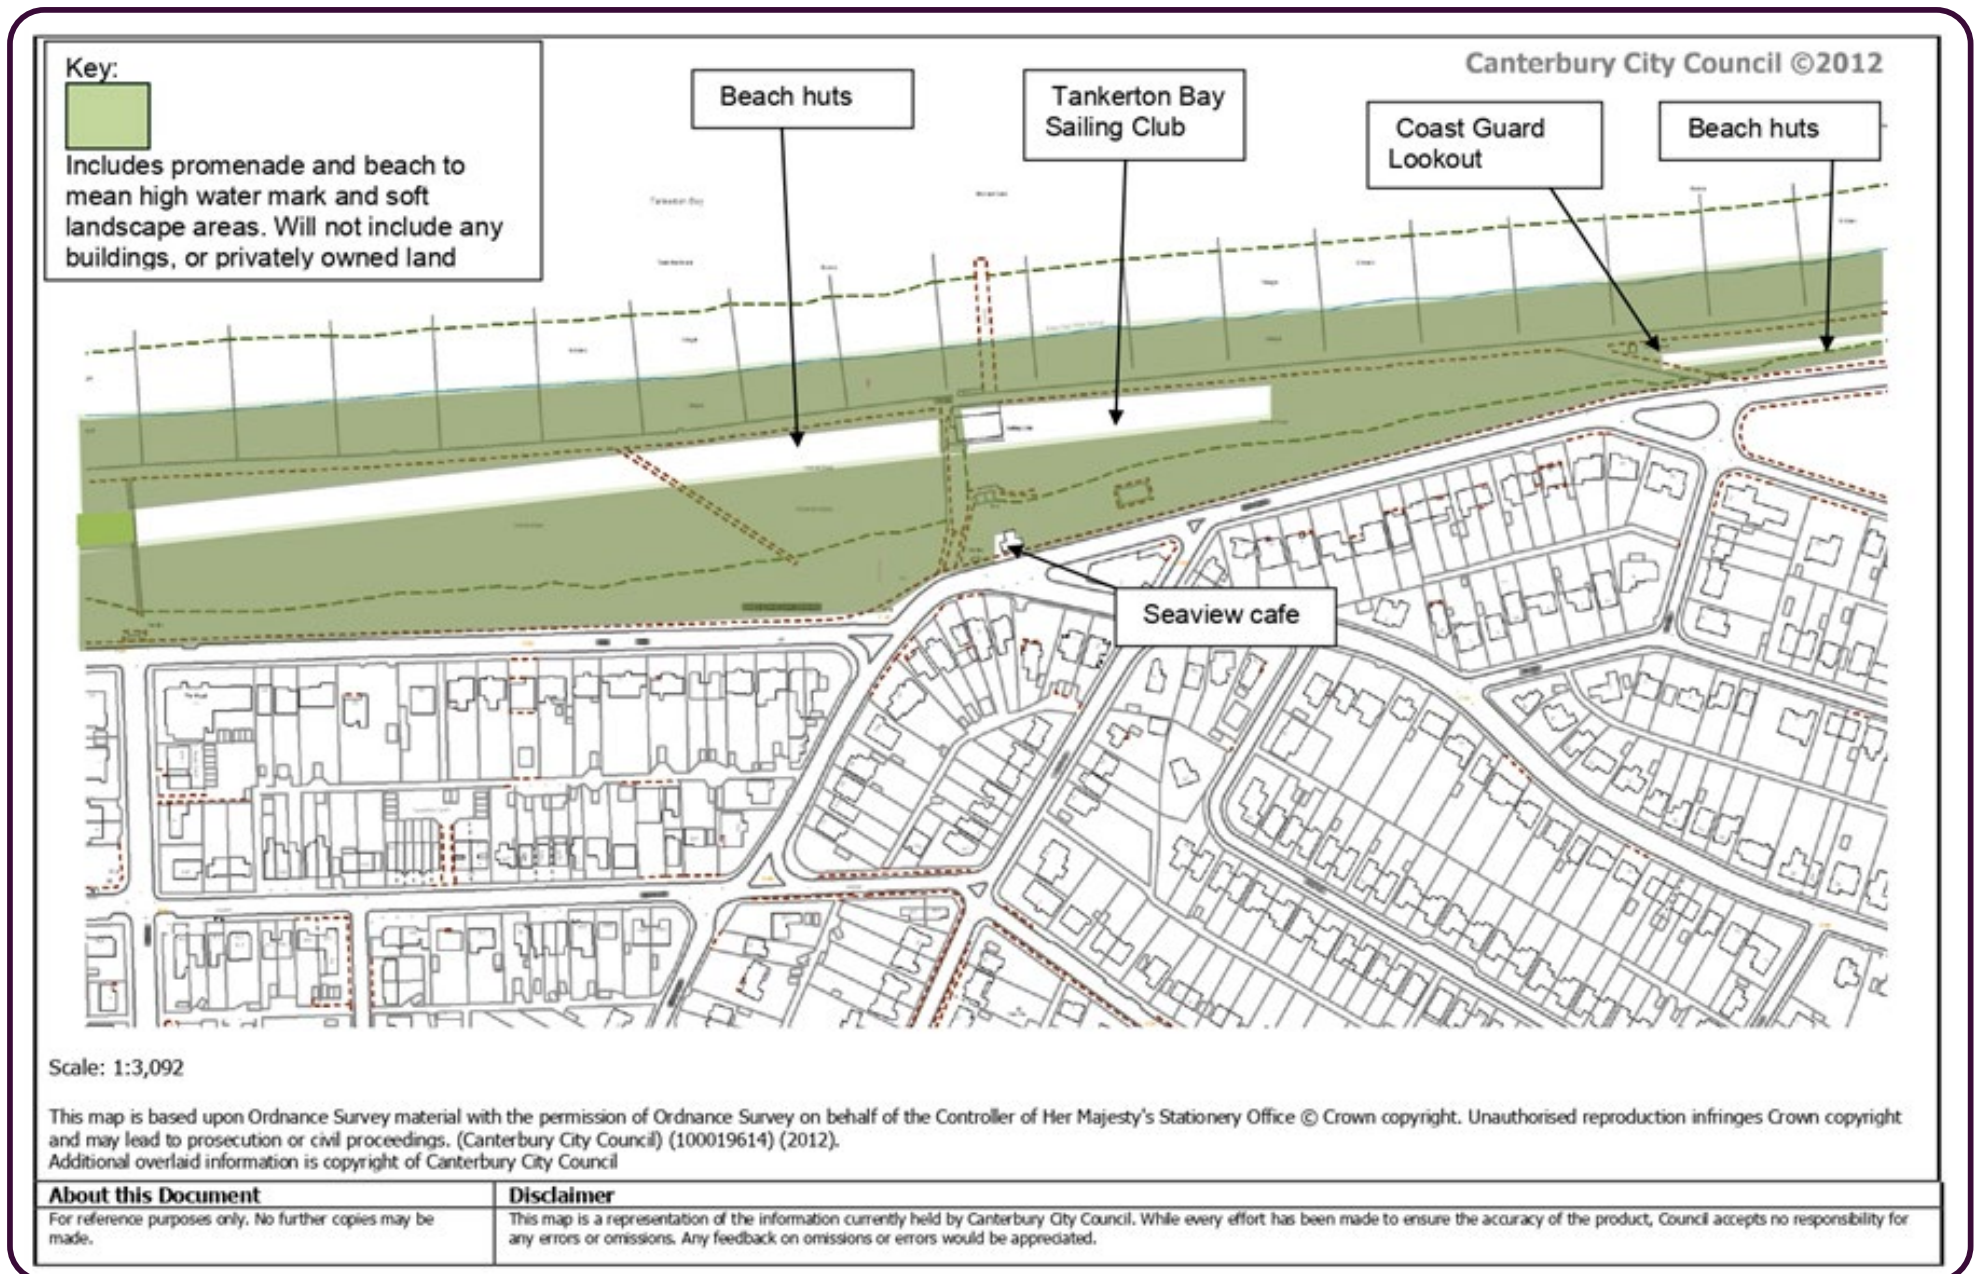 Key:
Includes promenade and beach to
mean high water mark and soft
landscape areas. Will not include any
buildings, or privately owned land
Canterbury City Council ©2012
Beach huts
Tankerton Bay
Sailing Club
Coast Guard
Lookout
Beach huts
Tankerton Bay
Seaview cafe
Scale: 1:3,092
This map is based upon Ordnance Survey material with the permission of Ordnance Survey on behalf of the Controller of Her Majesty's Stationery Office © Crown copyright. Unauthorised reproduction infringes Crown copyright
and may lead to prosecution or civil proceedings. (Canterbury City Council) (100019614) (2012).
Additional overlaid information is copyright of Canterbury City Council
About this Document
For reference purposes only. No further copies may be
made.
Disclaimer
This map is a representation of the information currently held by Canterbury City Council. While every effort has been made to ensure the accuracy of the product, Council accepts no responsibility for
any errors or omissions. Any feedback on omissions or errors would be appreciated.